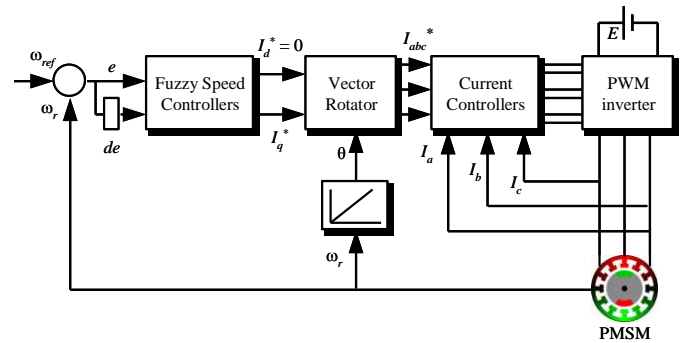 E
ω_ref
e
I_d* = 0
I_abc*
Fuzzy Speed
Controllers
Vector
Rotator
Current
Controllers
PWM
inverter
ω_r
de
I_q*
θ
I_a
I_b
I_c
ω_r
PMSM